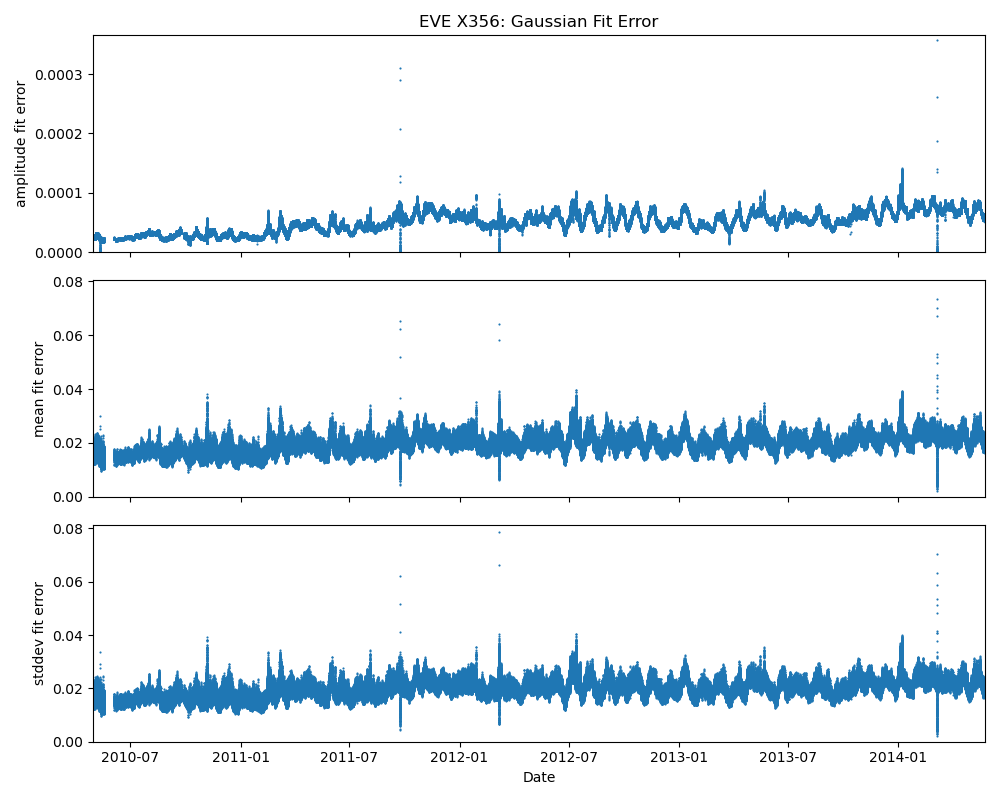 EVE X356: Gaussian Fit Error
amplitude fit error
0.0003
0.0002
0.0001
0.0000
mean fit error
0.08
0.06
0.04
0.02
0.00
stddev fit error
0.08
0.06
0.04
0.02
0.00
2010-07 2011-01 2011-07 2012-01 2012-07 2013-01 2013-07 2014-01
Date